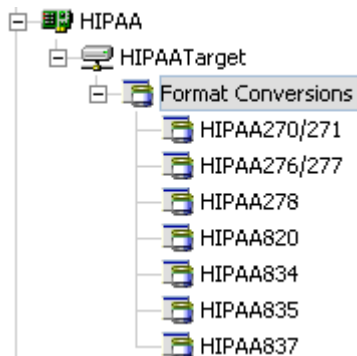 HIPAA
HIPAATarget
Format Conversions
HIPAA270/271
HIPAA276/277
HIPAA278
HIPAA820
HIPAA834
HIPAA835
HIPAA837